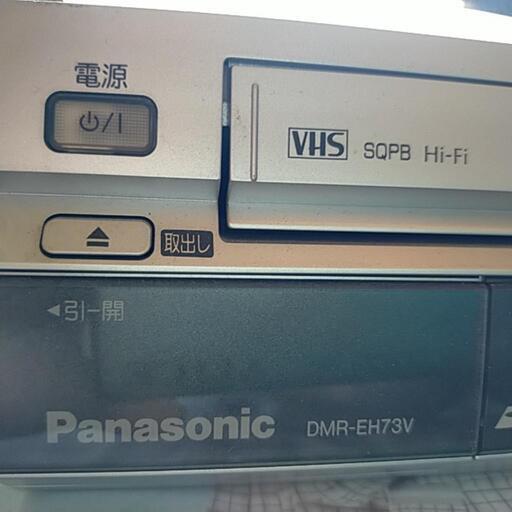 電源
⏻/I
VHS SQPB Hi-Fi
取出し
◀引-開
Panasonic DMR-EH73V